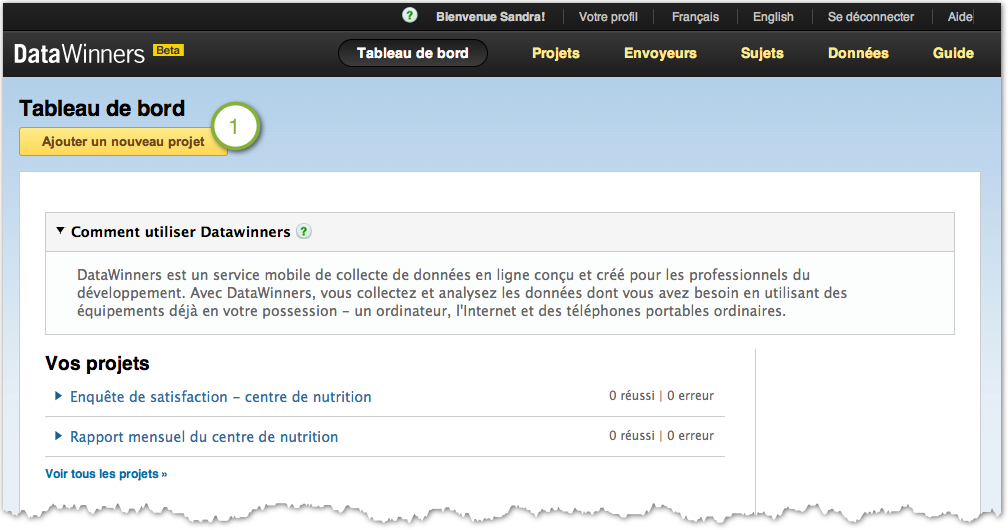 ? Bienvenue Sandra! Votre profil Français English Se déconnecter Aide
DataWinners Beta Tableau de bord Projets Envoyeurs Sujets Données Guide
Tableau de bord
Ajouter un nouveau projet 1
Comment utiliser Datawinners ?
DataWinners est un service mobile de collecte de données en ligne conçu et créé pour les professionnels du
développement. Avec DataWinners, vous collectez et analysez les données dont vous avez besoin en utilisant des
équipements déjà en votre possession – un ordinateur, l'Internet et des téléphones portables ordinaires.
Vos projets
Enquête de satisfaction – centre de nutrition 0 réussi | 0 erreur
Rapport mensuel du centre de nutrition 0 réussi | 0 erreur
Voir tous les projets »